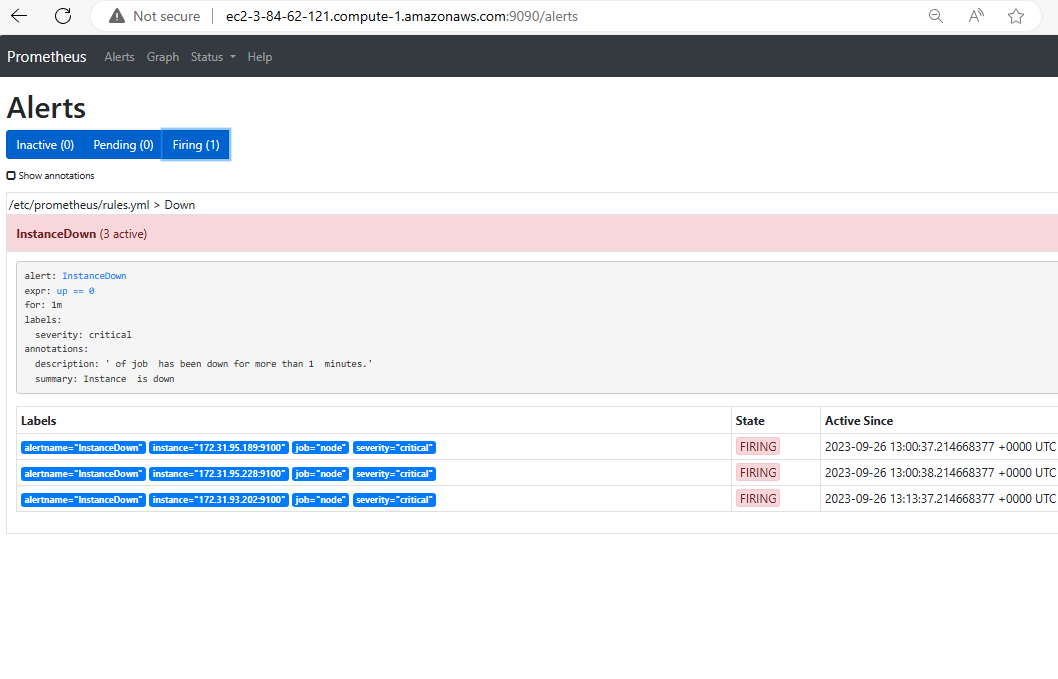 Not secure | ec2-3-84-62-121.compute-1.amazonaws.com:9090/alerts
Prometheus Alerts Graph Status Help
Alerts
Inactive (0) Pending (0) Firing (1)
Show annotations
/etc/prometheus/rules.yml > Down
InstanceDown (3 active)
alert: InstanceDown
expr: up == 0
for: 1m
labels:
  severity: critical
annotations:
  description: ' of job  has been down for more than 1  minutes.'
  summary: Instance  is down
Labels State Active Since
alertname="InstanceDown" instance="172.31.95.189:9100" job="node" severity="critical" FIRING 2023-09-26 13:00:37.214668377 +0000 UTC
alertname="InstanceDown" instance="172.31.95.228:9100" job="node" severity="critical" FIRING 2023-09-26 13:00:38.214668377 +0000 UTC
alertname="InstanceDown" instance="172.31.93.202:9100" job="node" severity="critical" FIRING 2023-09-26 13:13:37.214668377 +0000 UTC